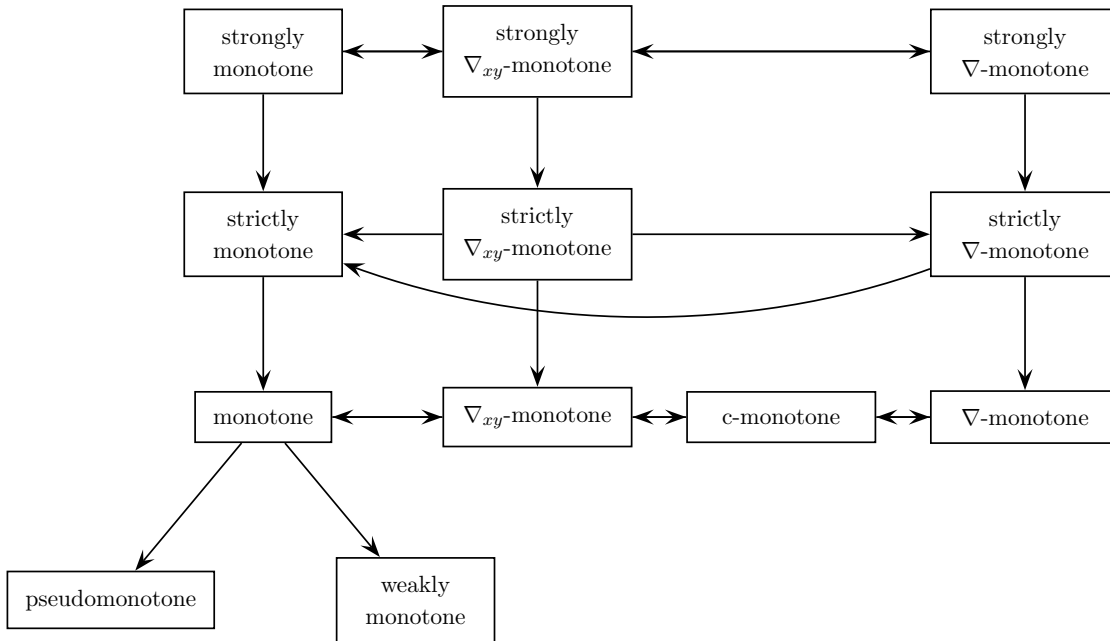 strongly
monotone
strongly
∇xy-monotone
strongly
∇-monotone
strictly
monotone
strictly
∇xy-monotone
strictly
∇-monotone
monotone
∇xy-monotone
c-monotone
∇-monotone
pseudomonotone
weakly
monotone